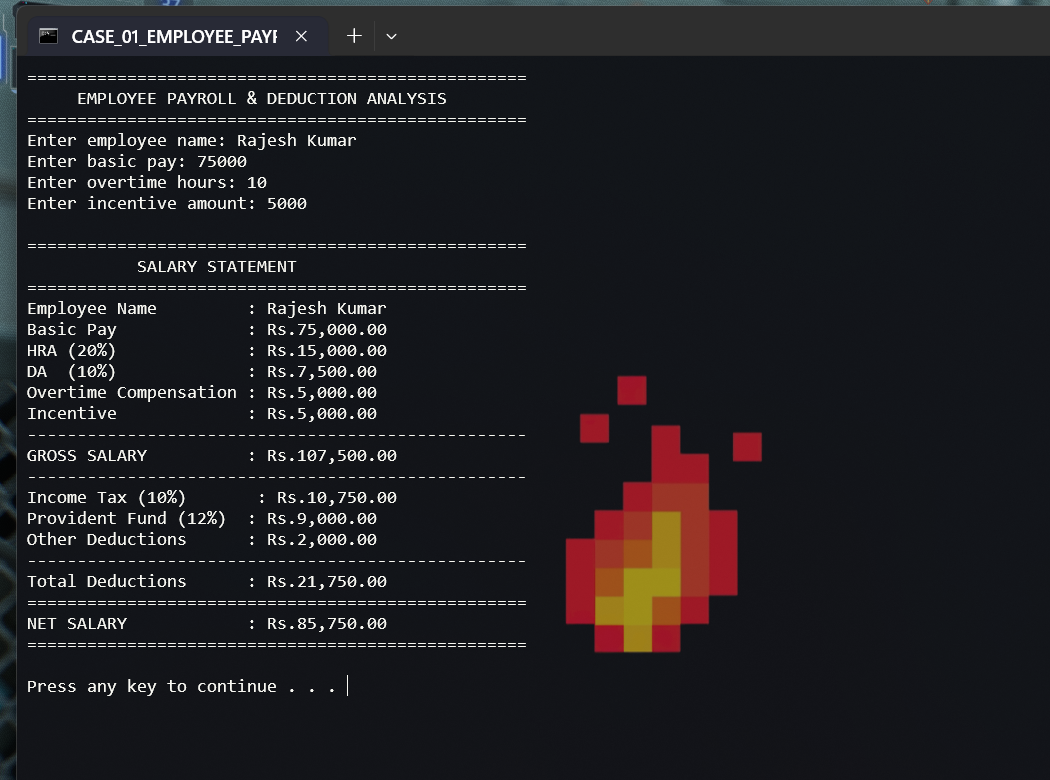 CASE_01_EMPLOYEE_PAYR
==================================================
     EMPLOYEE PAYROLL & DEDUCTION ANALYSIS
==================================================
Enter employee name: Rajesh Kumar
Enter basic pay: 75000
Enter overtime hours: 10
Enter incentive amount: 5000

==================================================
           SALARY STATEMENT
==================================================
Employee Name         : Rajesh Kumar
Basic Pay             : Rs.75,000.00
HRA (20%)             : Rs.15,000.00
DA  (10%)             : Rs.7,500.00
Overtime Compensation : Rs.5,000.00
Incentive             : Rs.5,000.00
--------------------------------------------------
GROSS SALARY          : Rs.107,500.00
--------------------------------------------------
Income Tax (10%)       : Rs.10,750.00
Provident Fund (12%)  : Rs.9,000.00
Other Deductions      : Rs.2,000.00
--------------------------------------------------
Total Deductions      : Rs.21,750.00
==================================================
NET SALARY            : Rs.85,750.00
==================================================

Press any key to continue . . .